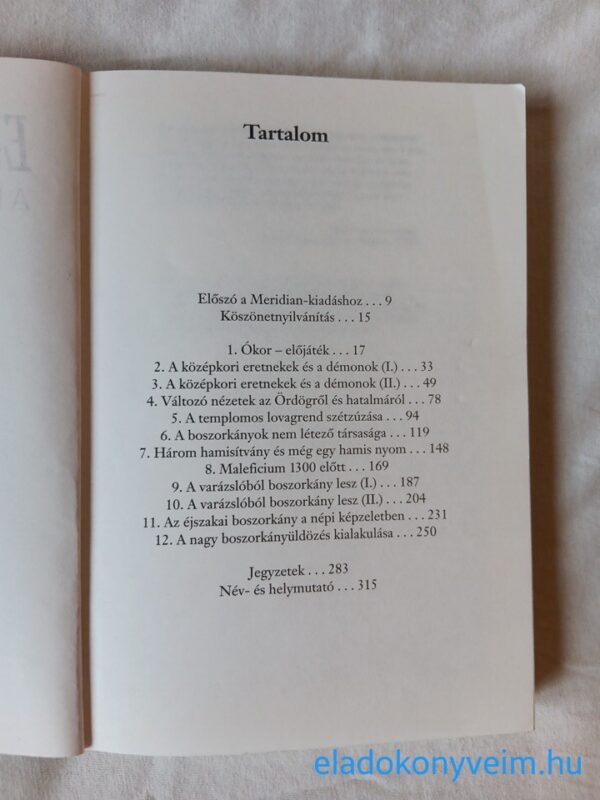 Tartalom
Előszó a Meridian-kiadáshoz . . . 9
Köszönetnyilvánítás . . . 15
1. Ókor – előjáték . . . 17
2. A középkori eretnekek és a démonok (I.) . . . 33
3. A középkori eretnekek és a démonok (II.) . . . 49
4. Változó nézetek az Ördögről és hatalmáról . . . 78
5. A templomos lovagrend szétzúzása . . . 94
6. A boszorkányok nem létező társasága . . . 119
7. Három hamisítvány és még egy hamis nyom . . . 148
8. Maleficium 1300 előtt . . . 169
9. A varázslóból boszorkány lesz (I.) . . . 187
10. A varázslóból boszorkány lesz (II.) . . . 204
11. Az éjszakai boszorkány a népi képzeletben . . . 231
12. A nagy boszorkányüldözés kialakulása . . . 250
Jegyzetek . . . 283
Név- és helymutató . . . 315
eladokonyveim.hu